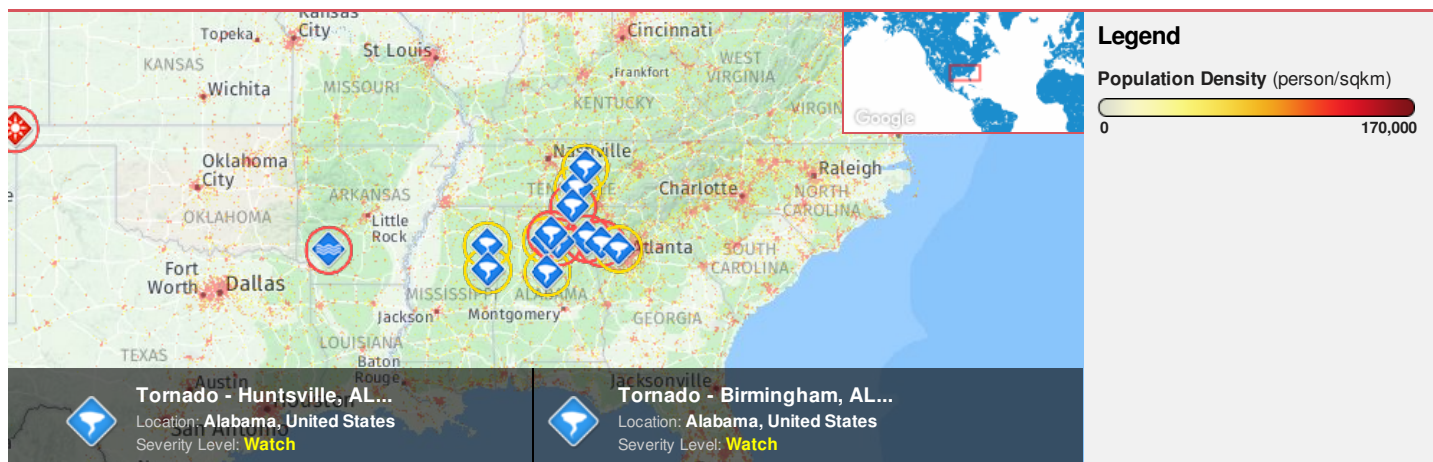 Kansas
City
Topeka
Cincinnati
St Louis
KANSAS
WEST
VIRGINIA
Frankfort
Wichita
MISSOURI
KENTUCKY
VIRGIN
Google
Nashville
Oklahoma
City
Raleigh
ARKANSAS
Charlotte
NORTH
CAROLINA
OKLAHOMA
Little
Rock
Atlanta
SOUTH
CAROLINA
Fort
Worth
Dallas
MISSISSIPPI
ALABAMA
Jackson
Montgomery
GEORGIA
LOUISIANA
TEXAS
Baton
Rouge
Austin
Jacksonville
Houston
San Antonio
Tornado - Huntsville, AL...
Location: Alabama, United States
Severity Level: Watch
Tornado - Birmingham, AL...
Location: Alabama, United States
Severity Level: Watch
Legend
Population Density (person/sqkm)
0 170,000